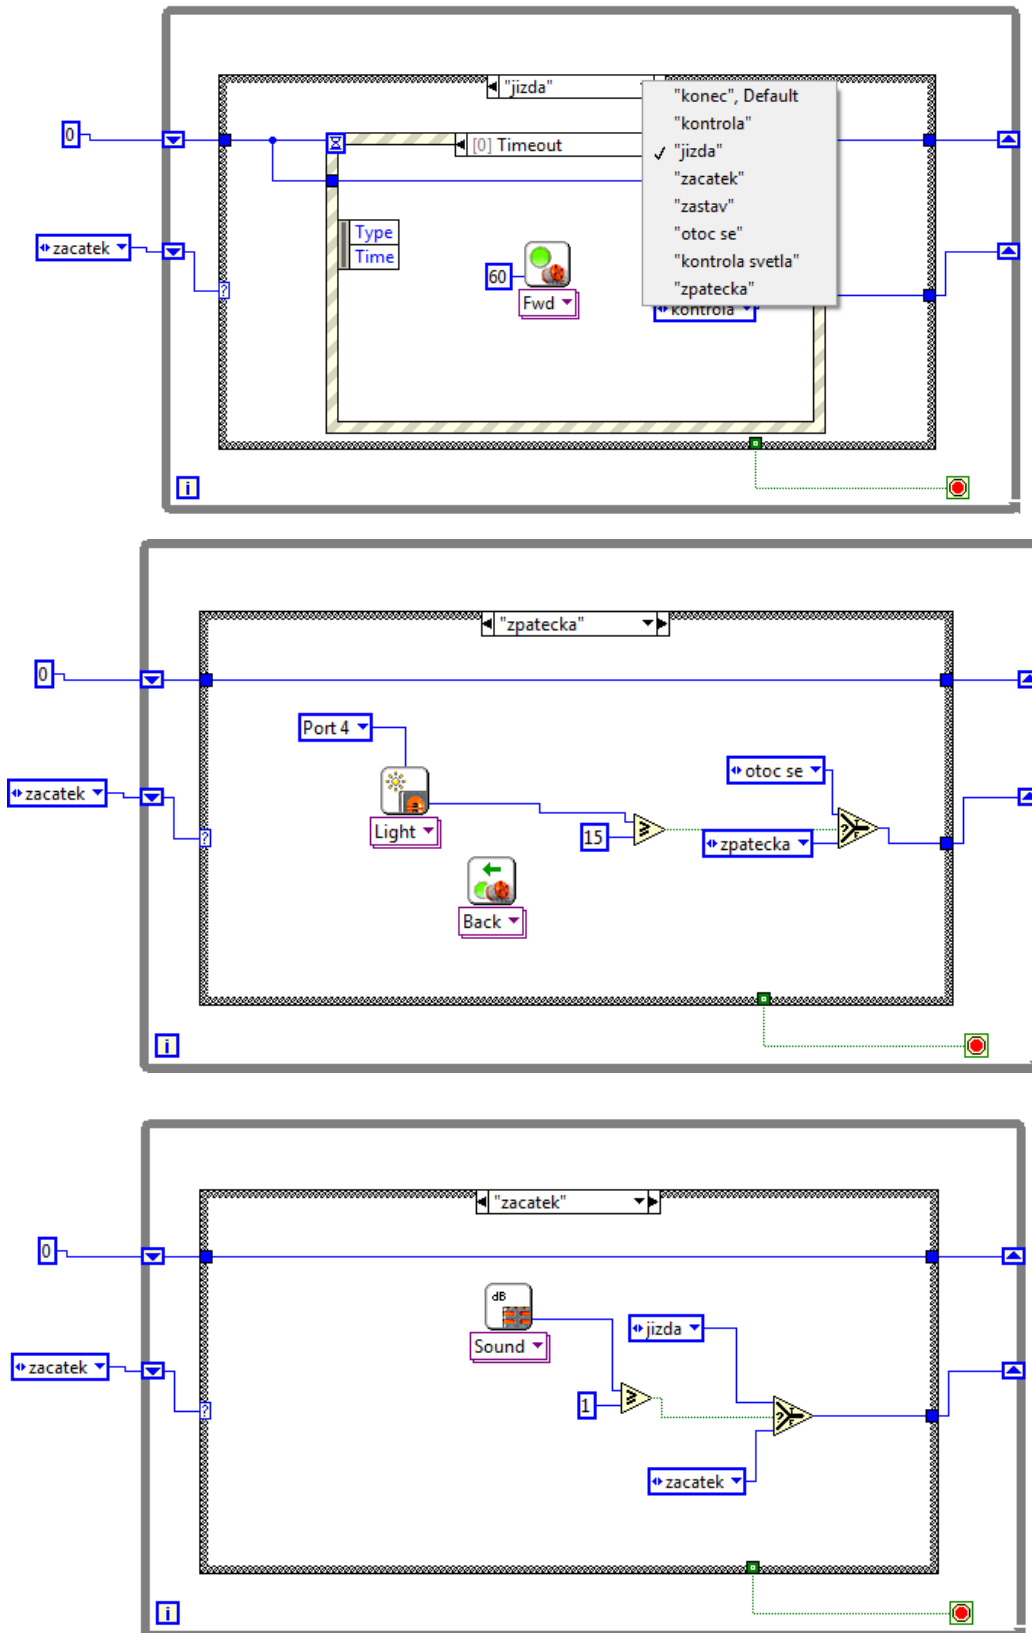 "jizda"
"konec", Default
"kontrola"
"jizda"
"zacatek"
"zastav"
"otoc se"
"kontrola svetla"
"zpatecka"
0
[0] Timeout
zacatek
?
Type
Time
60
Fwd
kontrola
i
"zpatecka"
0
Port 4
otoc se
zacatek
Light
15
?
T
F
zpatecka
?
Back
i
"zacatek"
0
dB
Sound
jizda
zacatek
1
?
T
F
?
zacatek
i